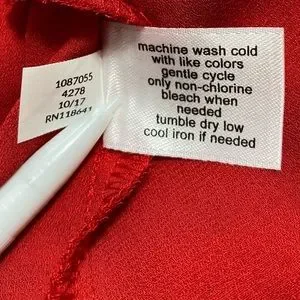 1087055
4278
10/17
RN118641
machine wash cold
with like colors
gentle cycle
only non-chlorine
bleach when
needed
tumble dry low
cool iron if needed